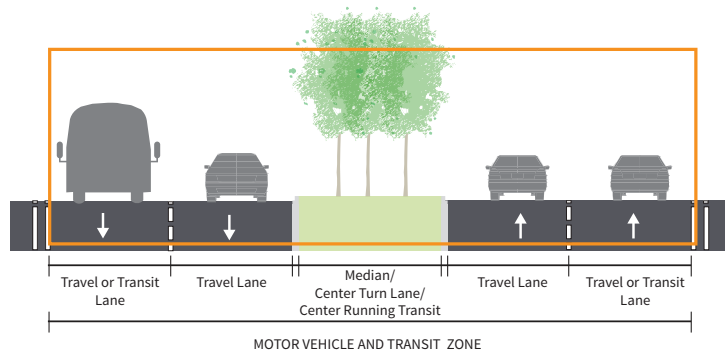 Travel or Transit
Lane
Travel Lane
Median/
Center Turn Lane/
Center Running Transit
Travel Lane
Travel or Transit
Lane
MOTOR VEHICLE AND TRANSIT ZONE